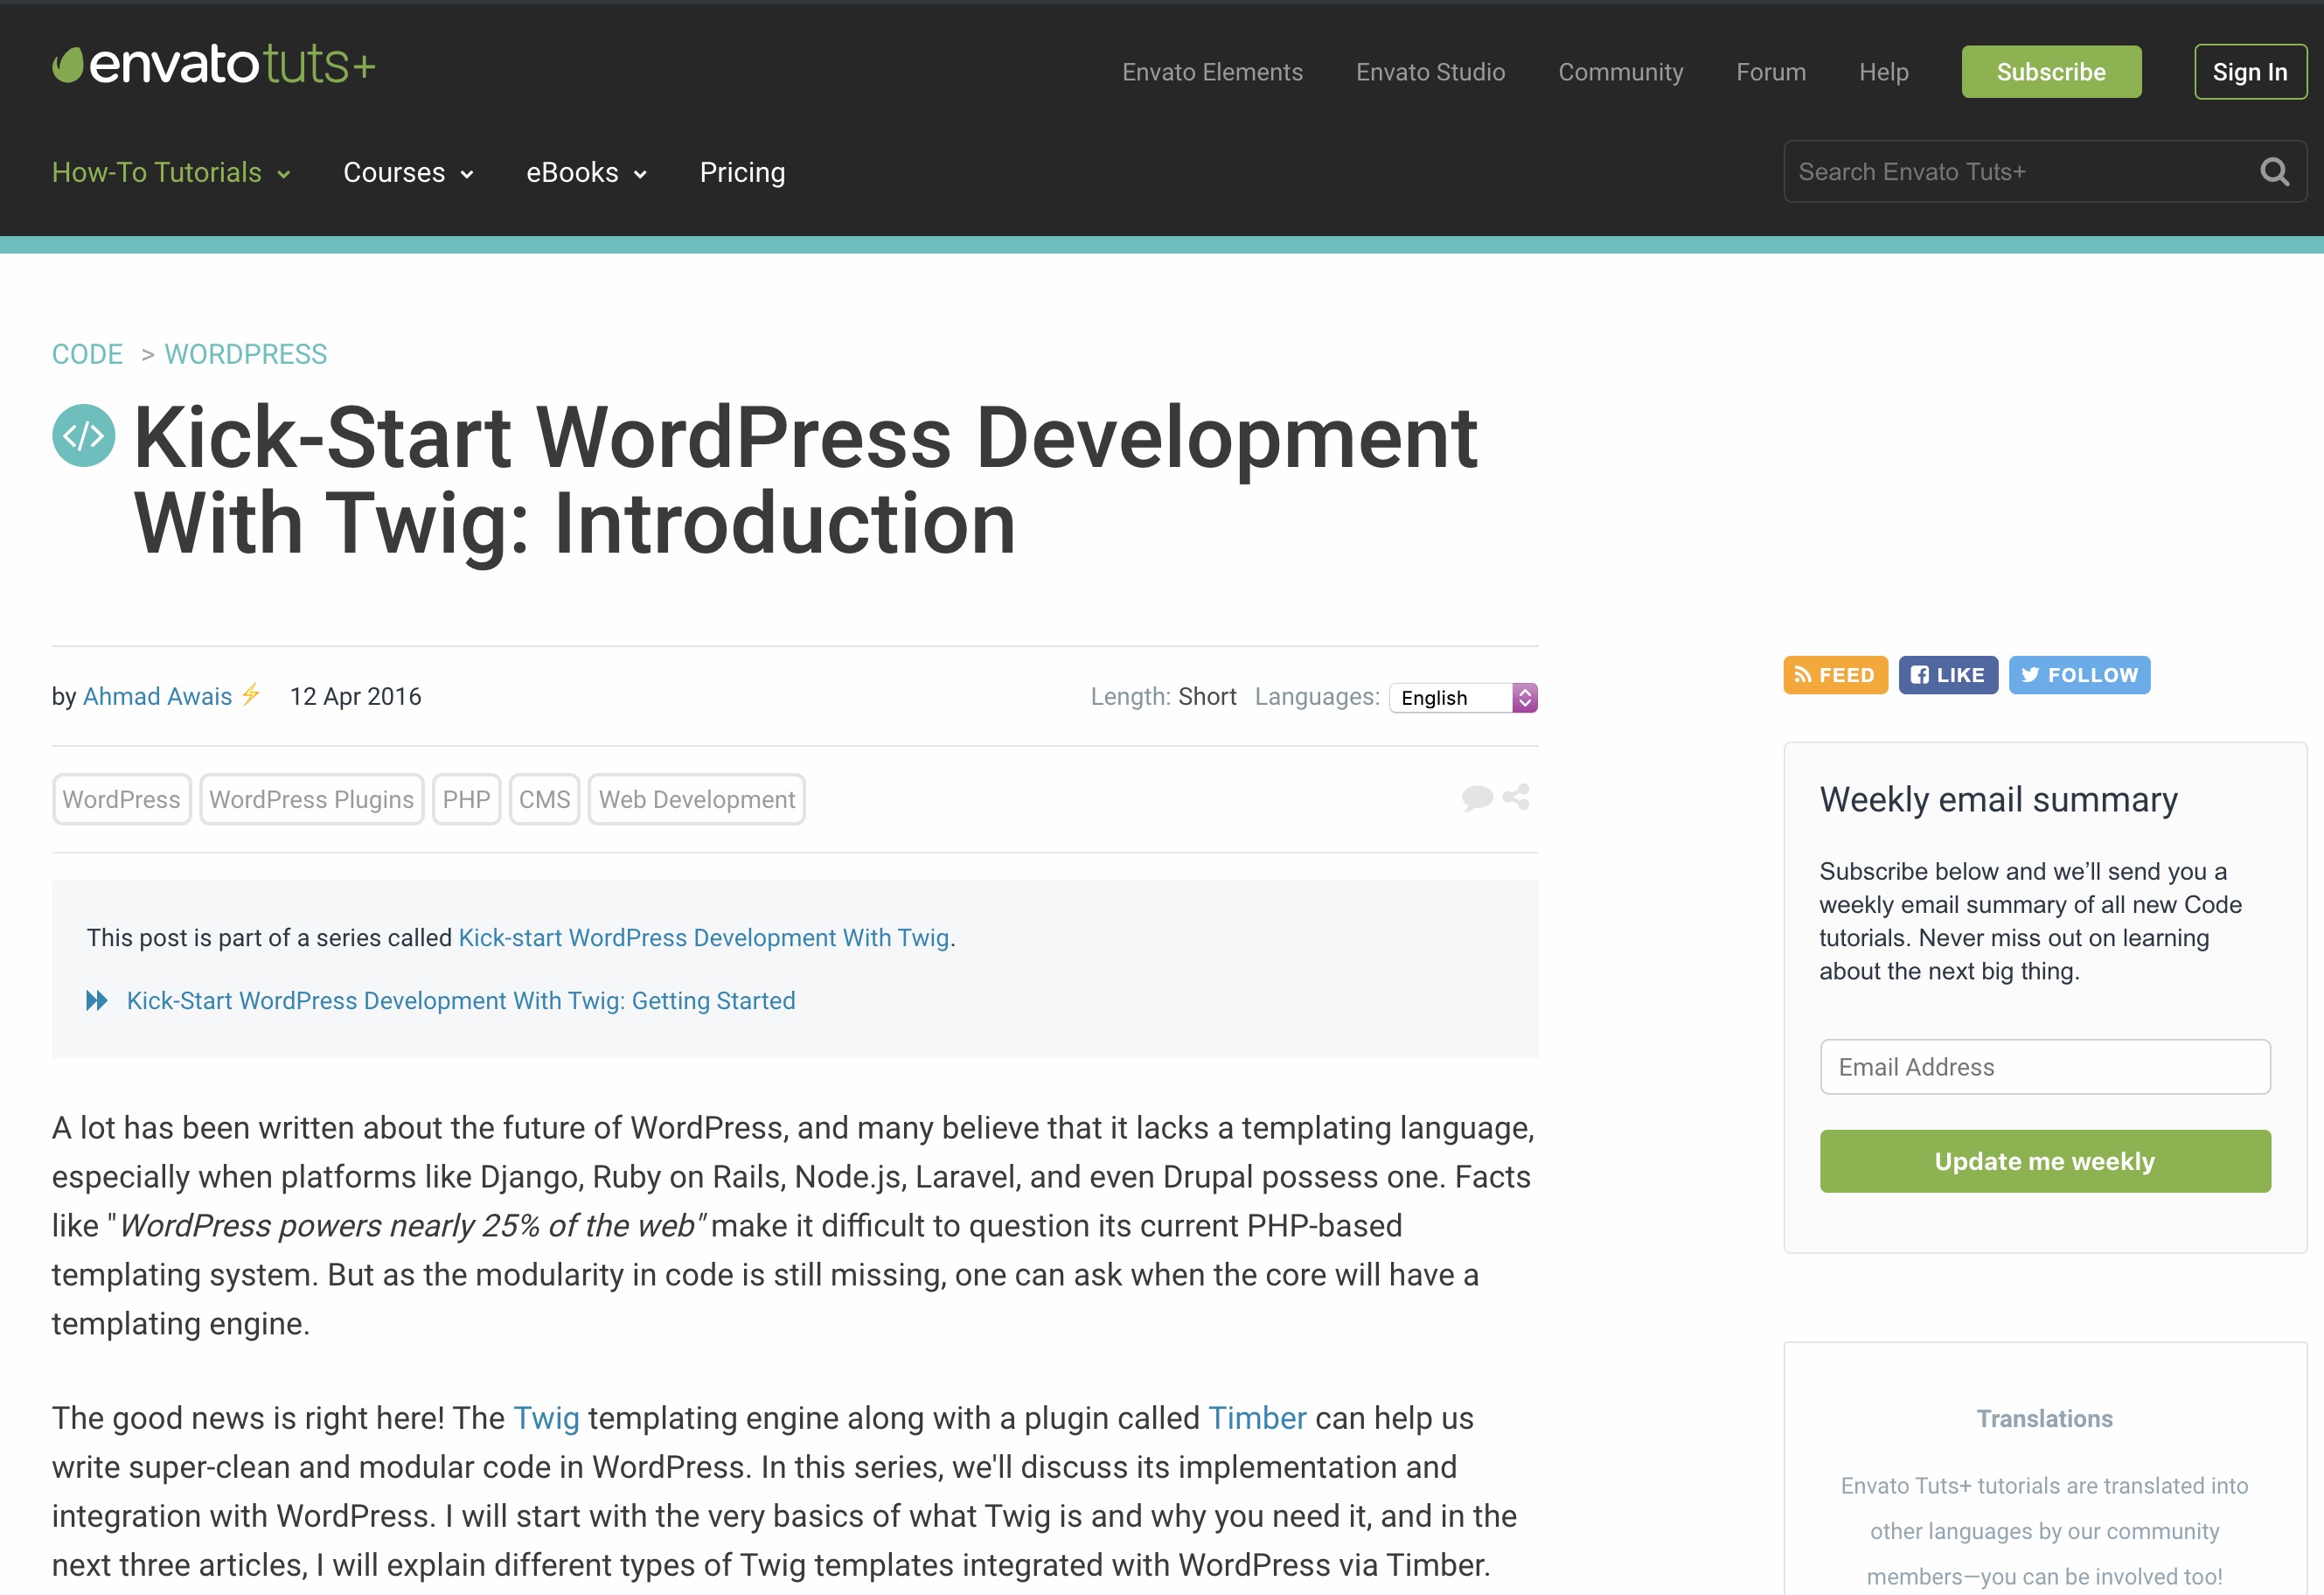 envatotuts+
Envato Elements
Envato Studio
Community
Forum
Help
Subscribe
Sign In
How-To Tutorials
Courses
eBooks
Pricing
Search Envato Tuts+
CODE > WORDPRESS
Kick-Start WordPress Development
With Twig: Introduction
by Ahmad Awais⚡ 12 Apr 2016
Length: Short Languages: English
WordPress
WordPress Plugins
PHP
CMS
Web Development
This post is part of a series called Kick-start WordPress Development With Twig.
Kick-Start WordPress Development With Twig: Getting Started
A lot has been written about the future of WordPress, and many believe that it lacks a templating language,
especially when platforms like Django, Ruby on Rails, Node.js, Laravel, and even Drupal possess one. Facts
like "WordPress powers nearly 25% of the web" make it difficult to question its current PHP-based
templating system. But as the modularity in code is still missing, one can ask when the core will have a
templating engine.
The good news is right here! The Twig templating engine along with a plugin called Timber can help us
write super-clean and modular code in WordPress. In this series, we'll discuss its implementation and
integration with WordPress. I will start with the very basics of what Twig is and why you need it, and in the
next three articles, I will explain different types of Twig templates integrated with WordPress via Timber.
FEED
LIKE
FOLLOW
Weekly email summary
Subscribe below and we’ll send you a
weekly email summary of all new Code
tutorials. Never miss out on learning
about the next big thing.
Email Address
Update me weekly
Translations
Envato Tuts+ tutorials are translated into
other languages by our community
members—you can be involved too!